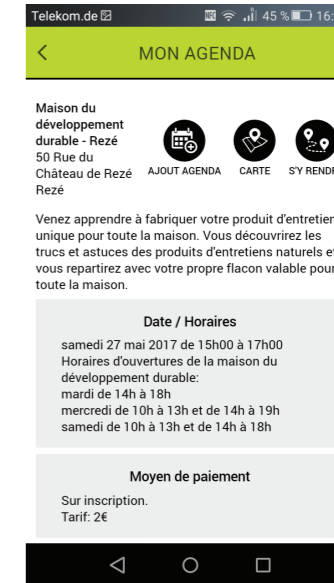 Telekom.de
45 % 16:
MON AGENDA
Maison du
développement
durable - Rezé
50 Rue du
Château de Rezé
Rezé
AJOUT AGENDA
CARTE
S'Y RENDR
Venez apprendre à fabriquer votre produit d'entretien
unique pour toute la maison. Vous découvrirez les
trucs et astuces des produits d'entretiens naturels et
vous repartirez avec votre propre flacon valable pour
toute la maison.
Date / Horaires
samedi 27 mai 2017 de 15h00 à 17h00
Horaires d'ouvertures de la maison du
développement durable:
mardi de 14h à 18h
mercredi de 10h à 13h et de 14h à 19h
samedi de 10h à 13h et de 14h à 18h
Moyen de paiement
Sur inscription.
Tarif: 2€